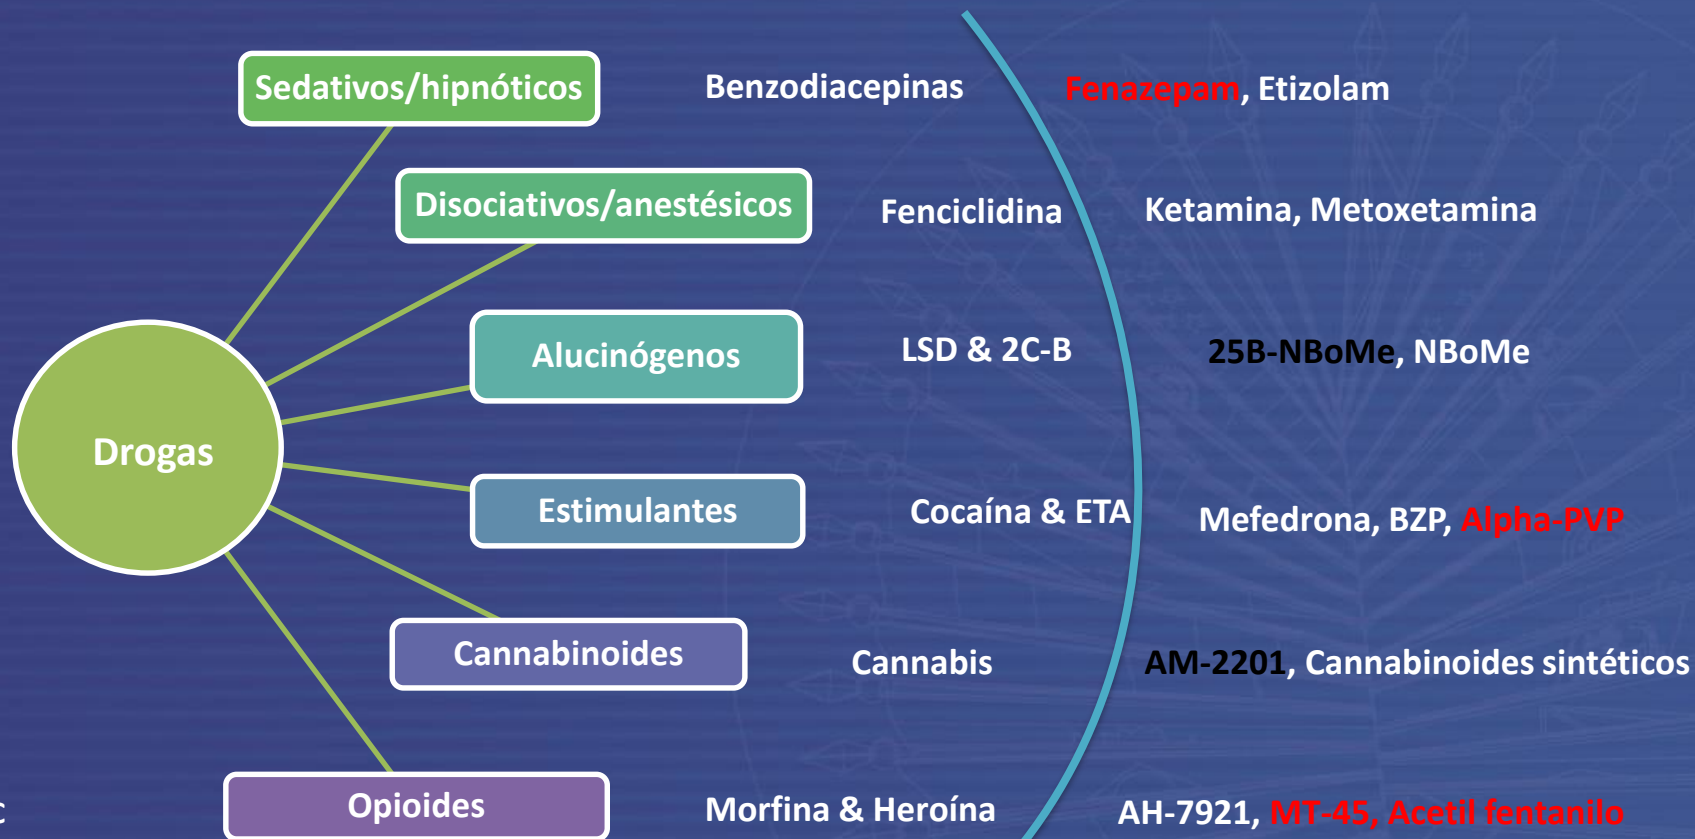 Sedativos/hipnóticos Benzodiacepinas Fenazepam, Etizolam
Disociativos/anestésicos Fenciclidina Ketamina, Metoxetamina
Alucinógenos LSD & 2C-B 25B-NBoMe, NBoMe
Drogas
Estimulantes Cocaína & ETA Mefedrona, BZP, Alpha-PVP
Cannabinoides Cannabis AM-2201, Cannabinoides sintéticos
c Opioides Morfina & Heroína AH-7921, MT-45, Acetil fentanilo